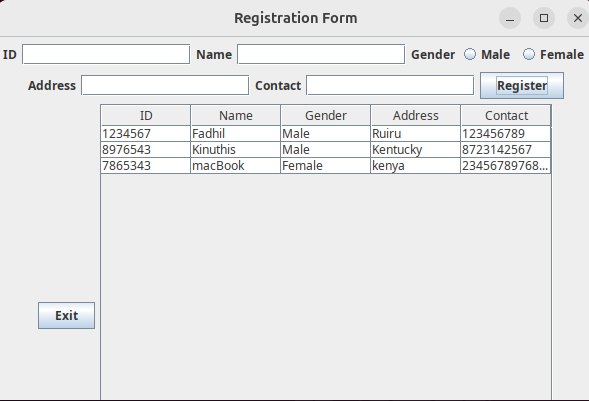 Registration Form
ID Name Gender Male Female
Address Contact Register
ID Name Gender Address Contact
1234567 Fadhil Male Ruiru 123456789
8976543 Kinuthis Male Kentucky 8723142567
7865343 macBook Female kenya 23456789768...
Exit